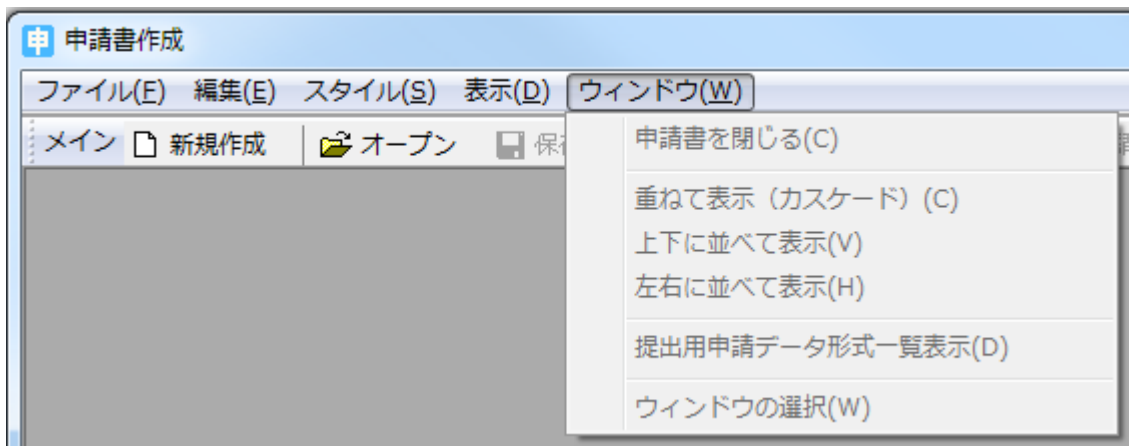 申請書作成
ファイル(F) 編集(E) スタイル(S) 表示(D) ウィンドウ(W)
メイン 新規作成 オープン
申請書を閉じる(C)
重ねて表示（カスケード）(C)
上下に並べて表示(V)
左右に並べて表示(H)
提出用申請データ形式一覧表示(D)
ウィンドウの選択(W)